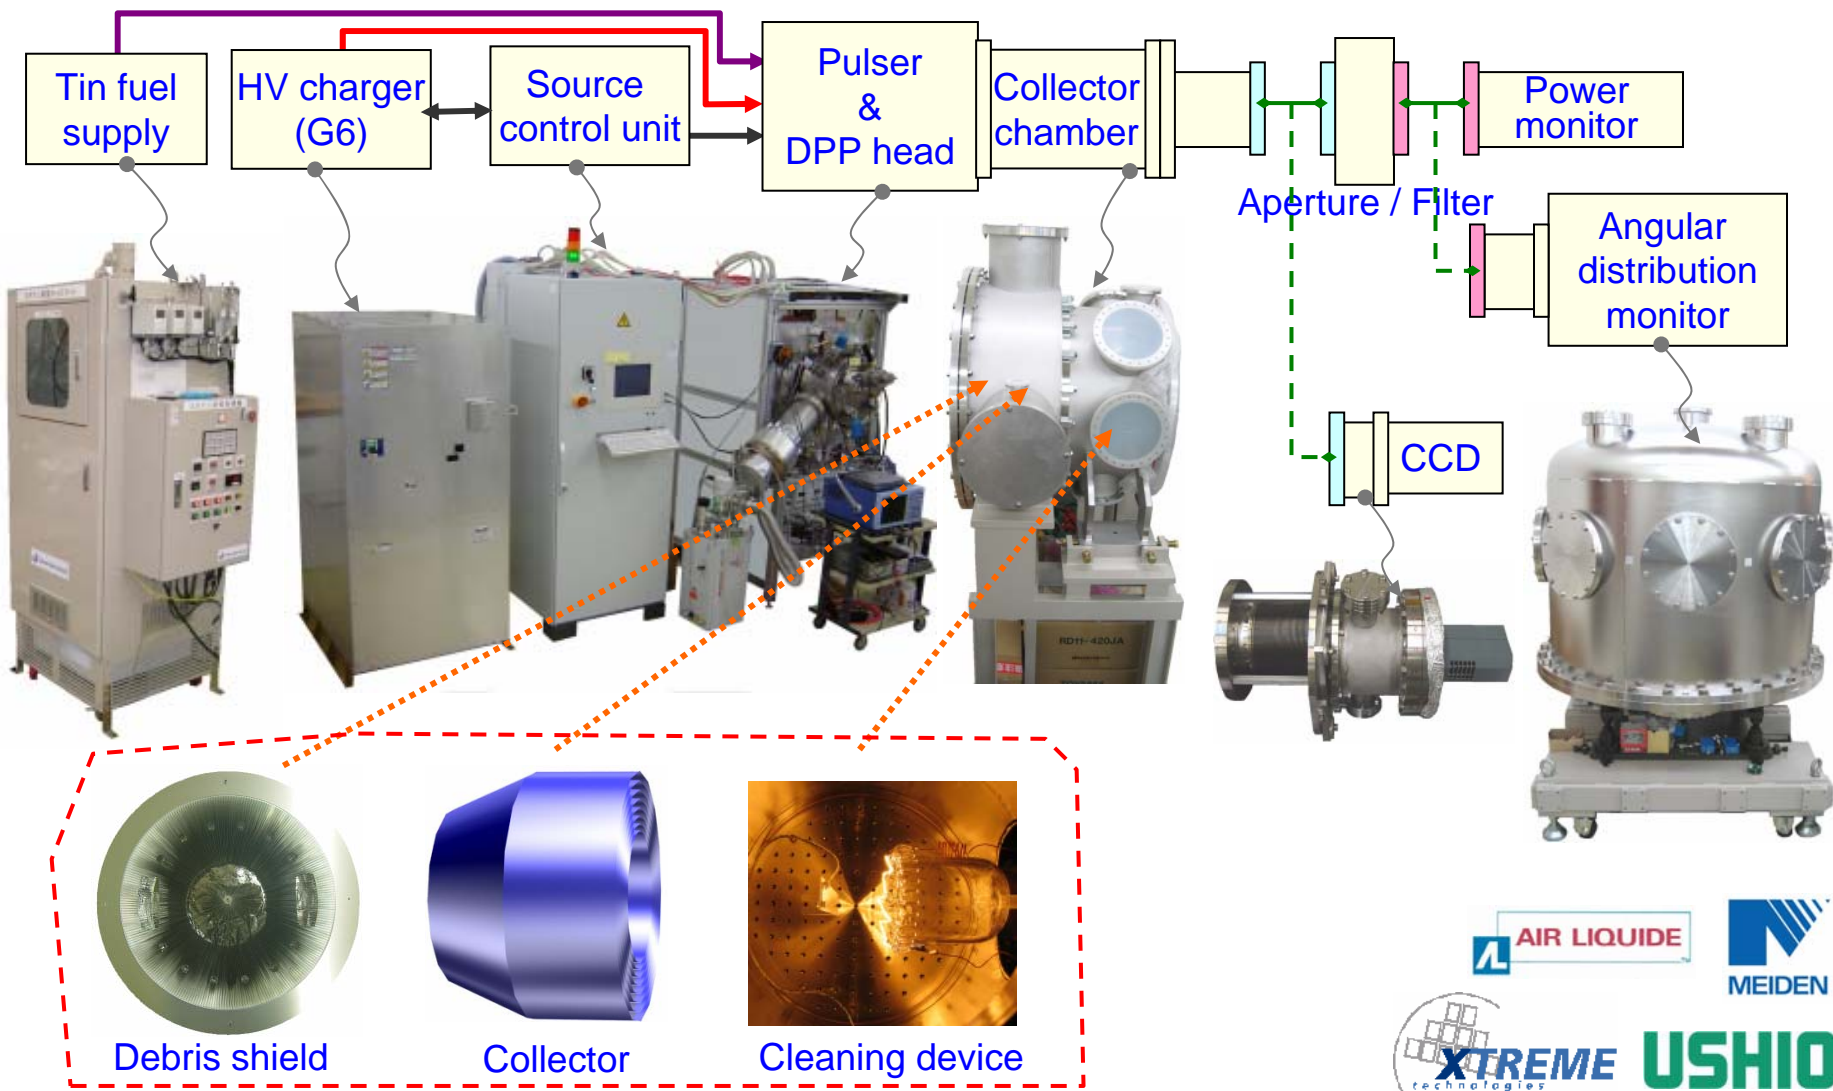 Tin fuel
supply
HV charger
(G6)
Source
control unit
Pulser
&
DPP head
Collector
chamber
Power
monitor
Aperture / Filter
Angular
distribution
monitor
CCD
RD11-420JA
Debris shield
Collector
Cleaning device
AIR LIQUIDE
MEIDEN
XTREME
technologies
USHIO